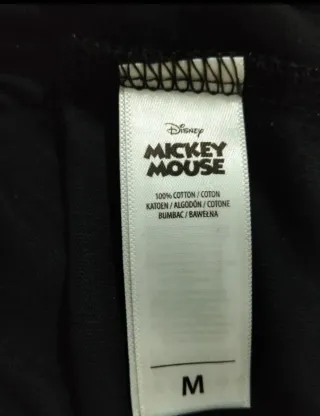 Disney
MICKEY
MOUSE
100% COTTON / COTON
KATOEN / ALGODÓN / COTONE
BUMBAC / BAWEŁNA
M